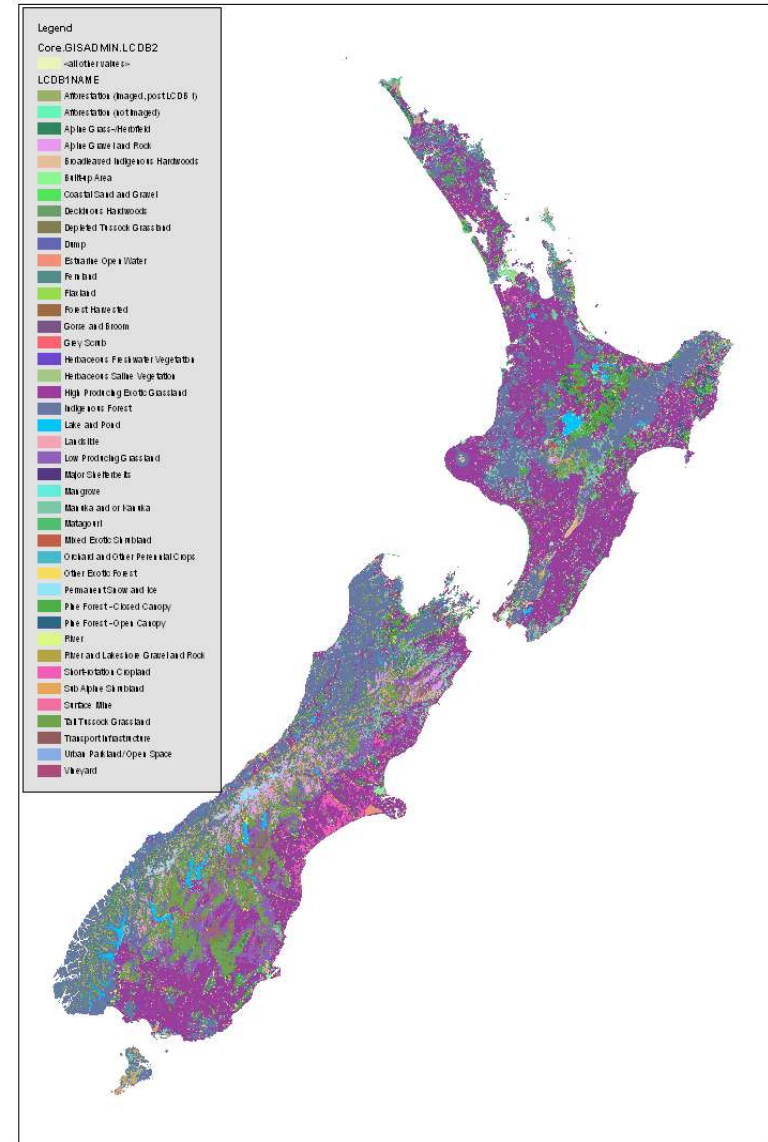 Legend
Core.GISADMIN.LCDB2
<all other values>
LCDB1NAME
Afforestation (imaged, post LCDB 1)
Afforestation (not imaged)
Alpine Grass-/Herbfield
Alpine Gravel and Rock
Broadleaved Indigenous Hardwoods
Built-up Area
Coastal Sand and Gravel
Deciduous Hardwoods
Depleted Tussock Grassland
Dump
Estuarine Open Water
Fernland
Flaxland
Forest Harvested
Gorse and Broom
Grey Scrub
Herbaceous Freshwater Vegetation
Herbaceous Saline Vegetation
High Producing Exotic Grassland
Indigenous Forest
Lake and Pond
Landslide
Low Producing Grassland
Major Shelterbelts
Mangrove
Manuka and or Kanuka
Matagouri
Mixed Exotic Shrubland
Orchard and Other Perennial Crops
Other Exotic Forest
Permanent Snow and Ice
Pine Forest - Closed Canopy
Pine Forest - Open Canopy
River
River and Lakeshore Gravel and Rock
Short-rotation Cropland
Sub Alpine Shrubland
Surface Mine
Tall Tussock Grassland
Transport Infrastructure
Urban Parkland/Open Space
Vineyard